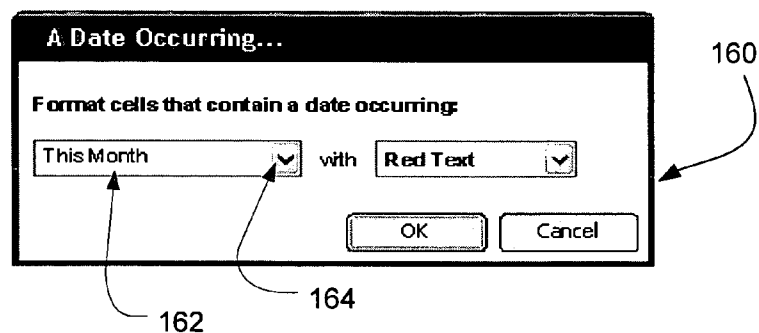 A Date Occurring...
160
Format cells that contain a date occurring:
This Month with Red Text
OK Cancel
164
162